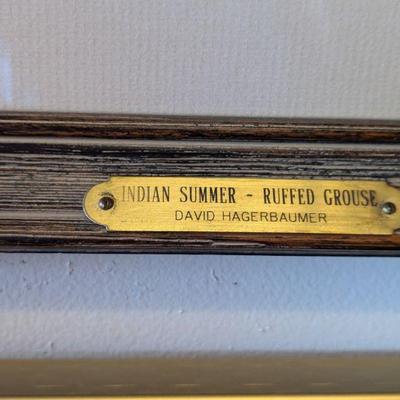 INDIAN SUMMER - RUFFED GROUSE
DAVID HAGERBAUMER